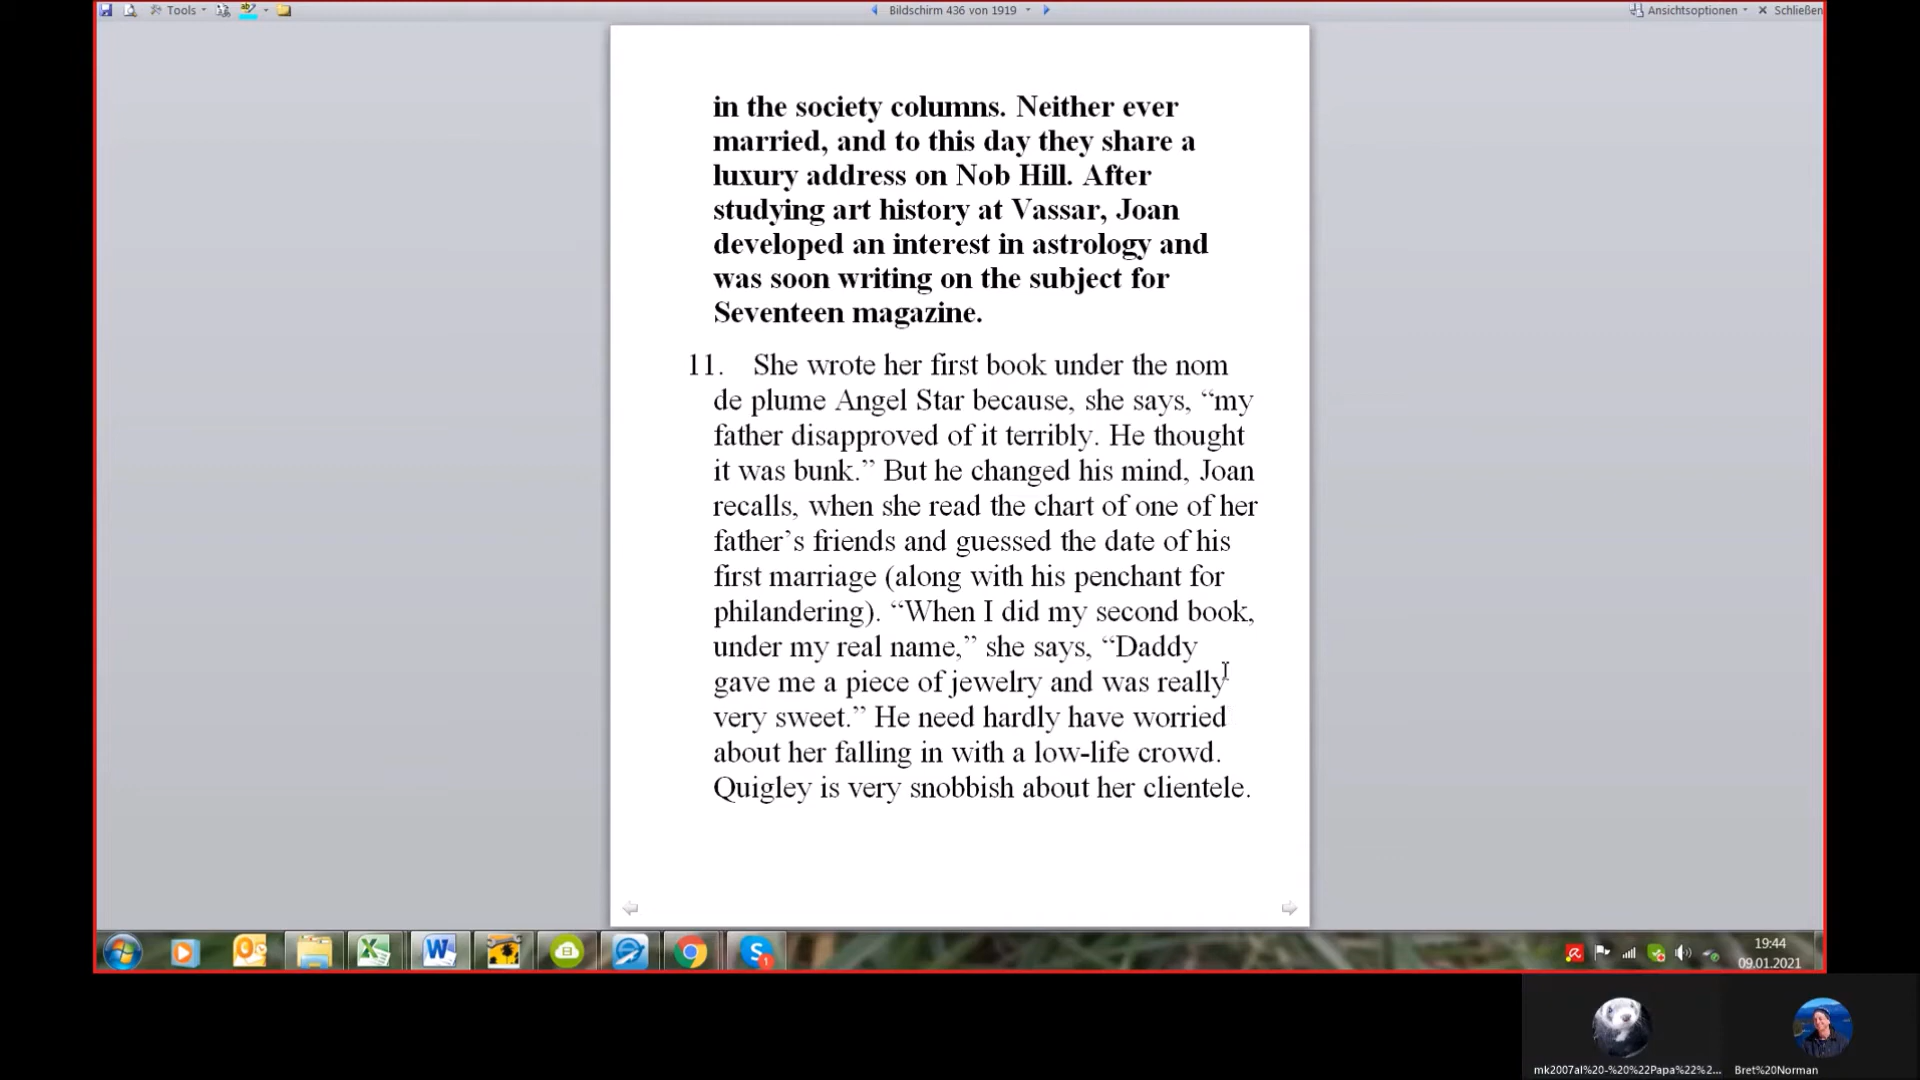 Tools
Bildschirm 436 von 1919
Ansichtsoptionen
Schließen
in the society columns. Neither ever
married, and to this day they share a
luxury address on Nob Hill. After
studying art history at Vassar, Joan
developed an interest in astrology and
was soon writing on the subject for
Seventeen magazine.
11. She wrote her first book under the nom
de plume Angel Star because, she says, “my
father disapproved of it terribly. He thought
it was bunk.” But he changed his mind, Joan
recalls, when she read the chart of one of her
father’s friends and guessed the date of his
first marriage (along with his penchant for
philandering). “When I did my second book,
under my real name,” she says, “Daddy
gave me a piece of jewelry and was really
very sweet.” He need hardly have worried
about her falling in with a low-life crowd.
Quigley is very snobbish about her clientele.
19:44
09.01.2021
mk2007al%20-%20%22Papa%22%2...
Bret%20Norman